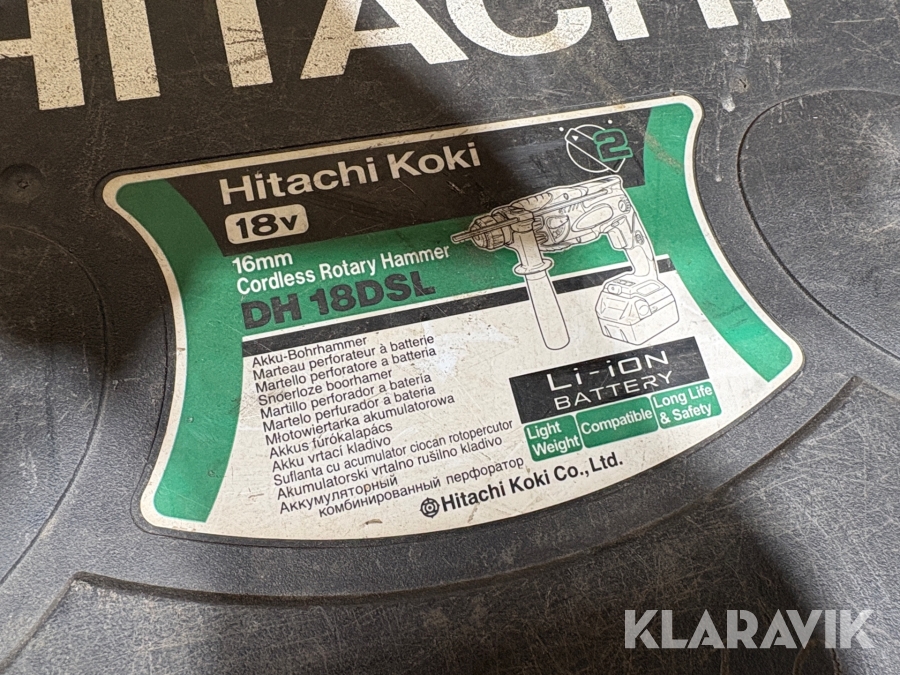 HITACHI
Hitachi Koki
2
18V
16mm
Cordless Rotary Hammer
DH 18DSL
Akku-Bohrhammer
Marteau perforateur à batterie
Martello perforatore a batteria
Snoerloze boorhamer
Martillo perforador a bateria
Martelo perfurador a bateria
Młotowiertarka akumulatorowa
Akkus fúrókalapács
Akku vrtací kladivo
Suflanta cu acumulator ciocan rotopercutor
Akumulatorski vrtalno rušilno kladivo
Аккумуляторный
комбинированный перфоратор
Li-iON
BATTERY
Light Weight
Compatible
Long Life & Safety
Hitachi Koki Co., Ltd.
KLARAVIK